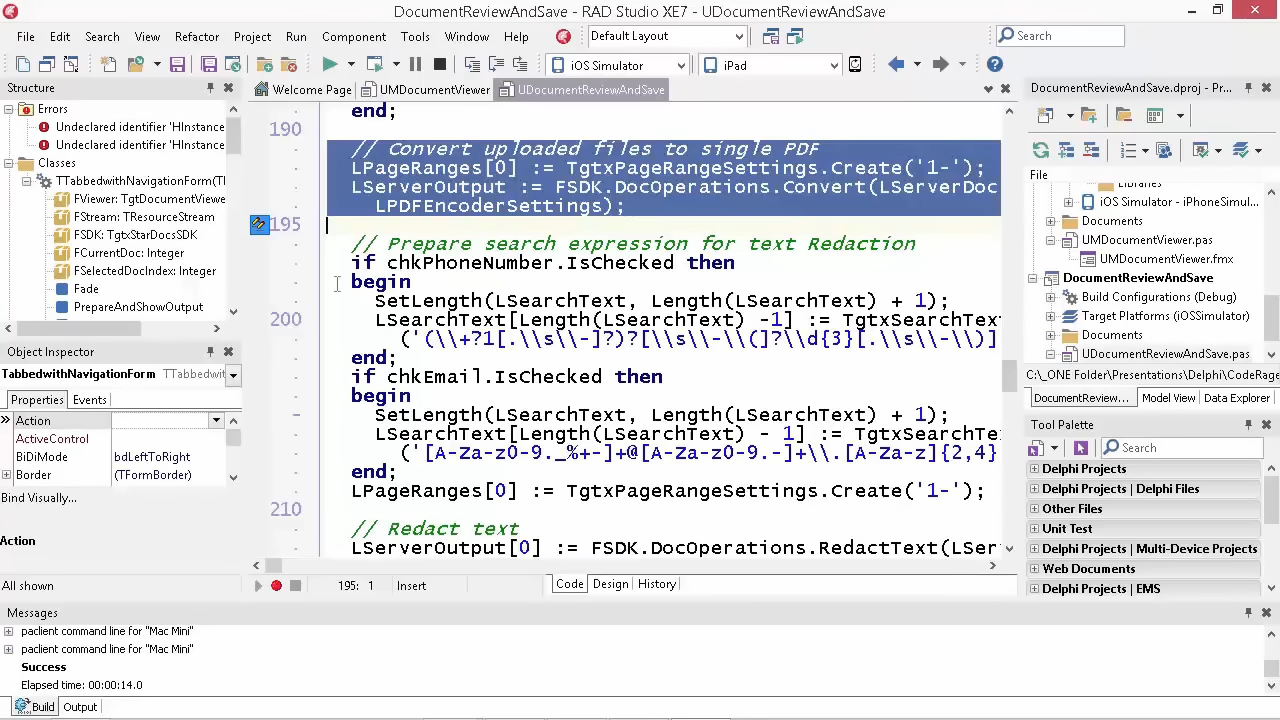 DocumentReviewAndSave - RAD Studio XE7 - UDocumentReviewAndSave
File Edit Search View Refactor Project Run Component Tools Window Help
Default Layout
Search
iOS Simulator
iPad
Structure
Welcome Page
UMDocumentViewer
UDocumentReviewAndSave
Errors
Undeclared identifier 'HInstance
Undeclared identifier 'HInstance
Classes
TTabbedwithNavigationForm(T
FViewer: TgtDocumentViewe
FStream: TResourceStream
FSDK: TgtxStarDocsSDK
FCurrentDoc: Integer
FSelectedDocIndex: Integer
Fade
PrepareAndShowOutput
Object Inspector
TabbedwithNavigationForm TTabbedwit
Properties Events
Action
ActiveControl
BiDiMode bdLeftToRight
Border (TFormBorder)
Bind Visually...
Action
All shown
end;
190
// Convert uploaded files to single PDF
LPageRanges[0] := TgtxPageRangeSettings.Create('1-');
LServerOutput := FSDK.DocOperations.Convert(LServerDoc
LPDFEncoderSettings);
195
// Prepare search expression for text Redaction
if chkPhoneNumber.IsChecked then
begin
SetLength(LSearchText, Length(LSearchText) + 1);
200 LSearchText[Length(LSearchText) -1] := TgtxSearchText
('(\\+?1[.\\s\\-]?)?[\\s\\-\\(]?\\d{3}[.\\s\\-\\)]
end;
if chkEmail.IsChecked then
begin
SetLength(LSearchText, Length(LSearchText) + 1);
LSearchText[Length(LSearchText) - 1] := TgtxSearchText
('[A-Za-z0-9._%+-]+@[A-Za-z0-9.-]+\\.[A-Za-z]{2,4}
end;
LPageRanges[0] := TgtxPageRangeSettings.Create('1-');
210
// Redact text
LServerOutput[0] := FSDK.DocOperations.RedactText(LSer
195: 1 Insert
Code Design History
DocumentReviewAndSave.dproj - Pr...
File
Libraries
iOS Simulator - iPhoneSimul...
Documents
UMDocumentViewer.pas
UMDocumentViewer.fmx
DocumentReviewAndSave
Build Configurations (Debug)
Target Platforms (iOSSimulator)
Documents
UDocumentReviewAndSave.pas
C:\_ONE Folder\Presentations\Delphi\CodeRage
DocumentReview... Model View Data Explorer
Tool Palette
Search
Delphi Projects
Delphi Projects | Delphi Files
Other Files
Unit Test
Delphi Projects | Multi-Device Projects
Web Documents
Delphi Projects | EMS
Messages
paclient command line for "Mac Mini"
paclient command line for "Mac Mini"
Success
Elapsed time: 00:00:14.0
Build Output